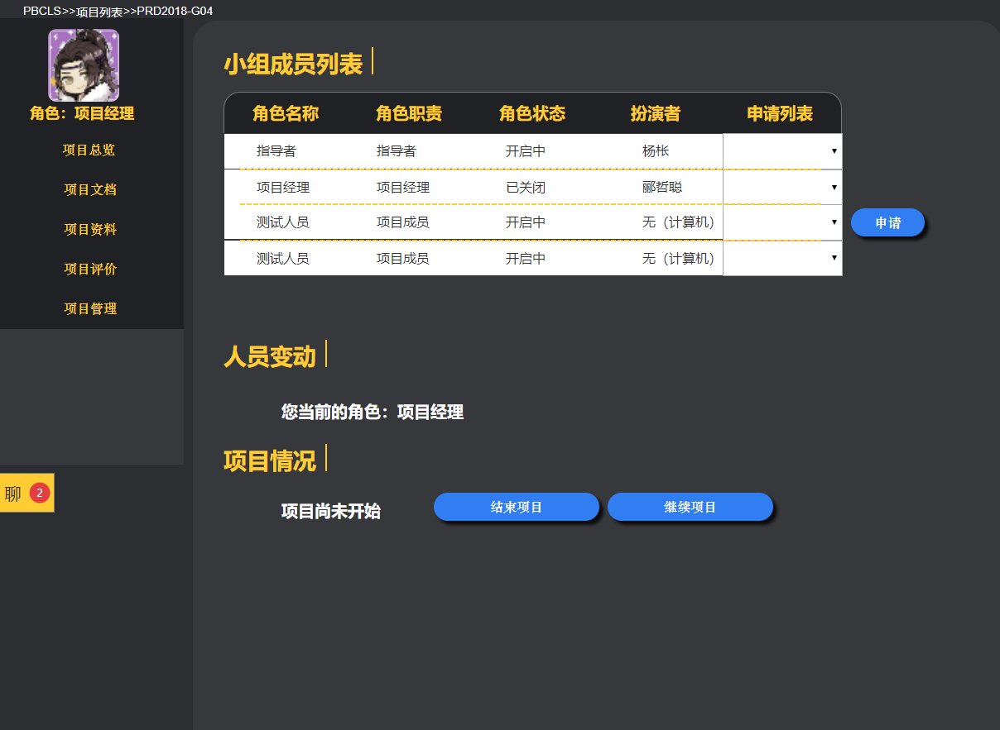 PBCLS>>项目列表>>PRD2018-G04
角色：项目经理
项目总览
项目文档
项目资料
项目评价
项目管理
聊 2
小组成员列表
角色名称 角色职责 角色状态 扮演者 申请列表
指导者 指导者 开启中 杨枨
项目经理 项目经理 已关闭 郦哲聪
测试人员 项目成员 开启中 无（计算机）
申请
测试人员 项目成员 开启中 无（计算机）
人员变动
您当前的角色：项目经理
项目情况
项目尚未开始 结束项目 继续项目